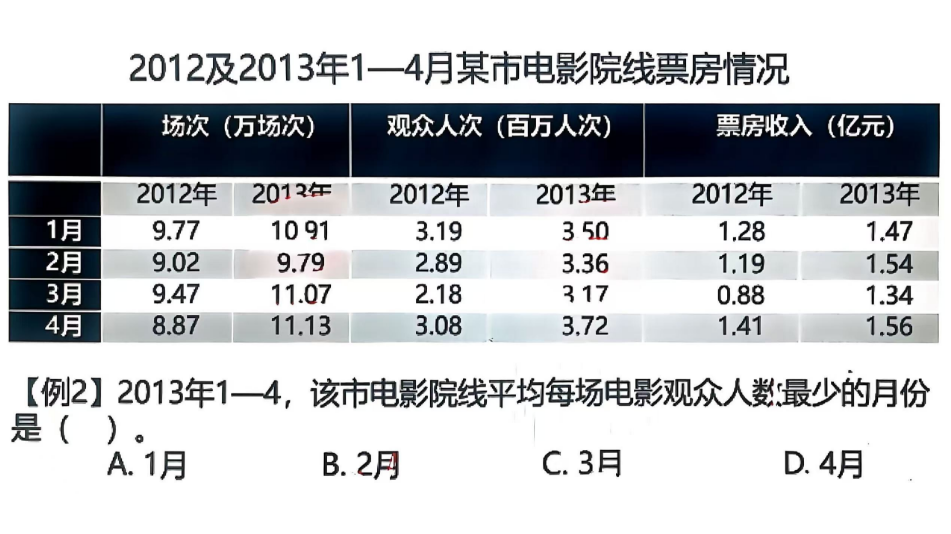 2012及2013年1—4月某市电影院线票房情况
场次（万场次） 观众人次（百万人次） 票房收入（亿元）
2012年 2013年 2012年 2013年 2012年 2013年
1月 9.77 10 91 3.19 3 50 1.28 1.47
2月 9.02 9.79 2.89 3.36 1.19 1.54
3月 9.47 11.07 2.18 3 17 0.88 1.34
4月 8.87 11.13 3.08 3.72 1.41 1.56
【例2】2013年1—4，该市电影院线平均每场电影观众人数最少的月份
是（ ）。
A. 1月 B. 2月 C. 3月 D. 4月